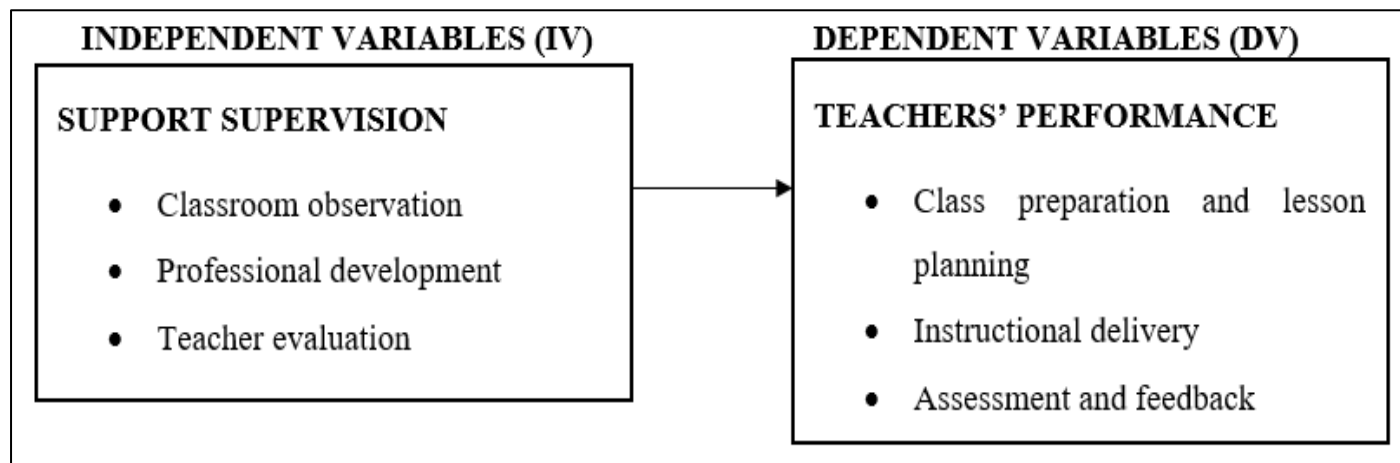 INDEPENDENT VARIABLES (IV)
SUPPORT SUPERVISION
• Classroom observation
• Professional development
• Teacher evaluation
DEPENDENT VARIABLES (DV)
TEACHERS’ PERFORMANCE
• Class preparation and lesson
planning
• Instructional delivery
• Assessment and feedback